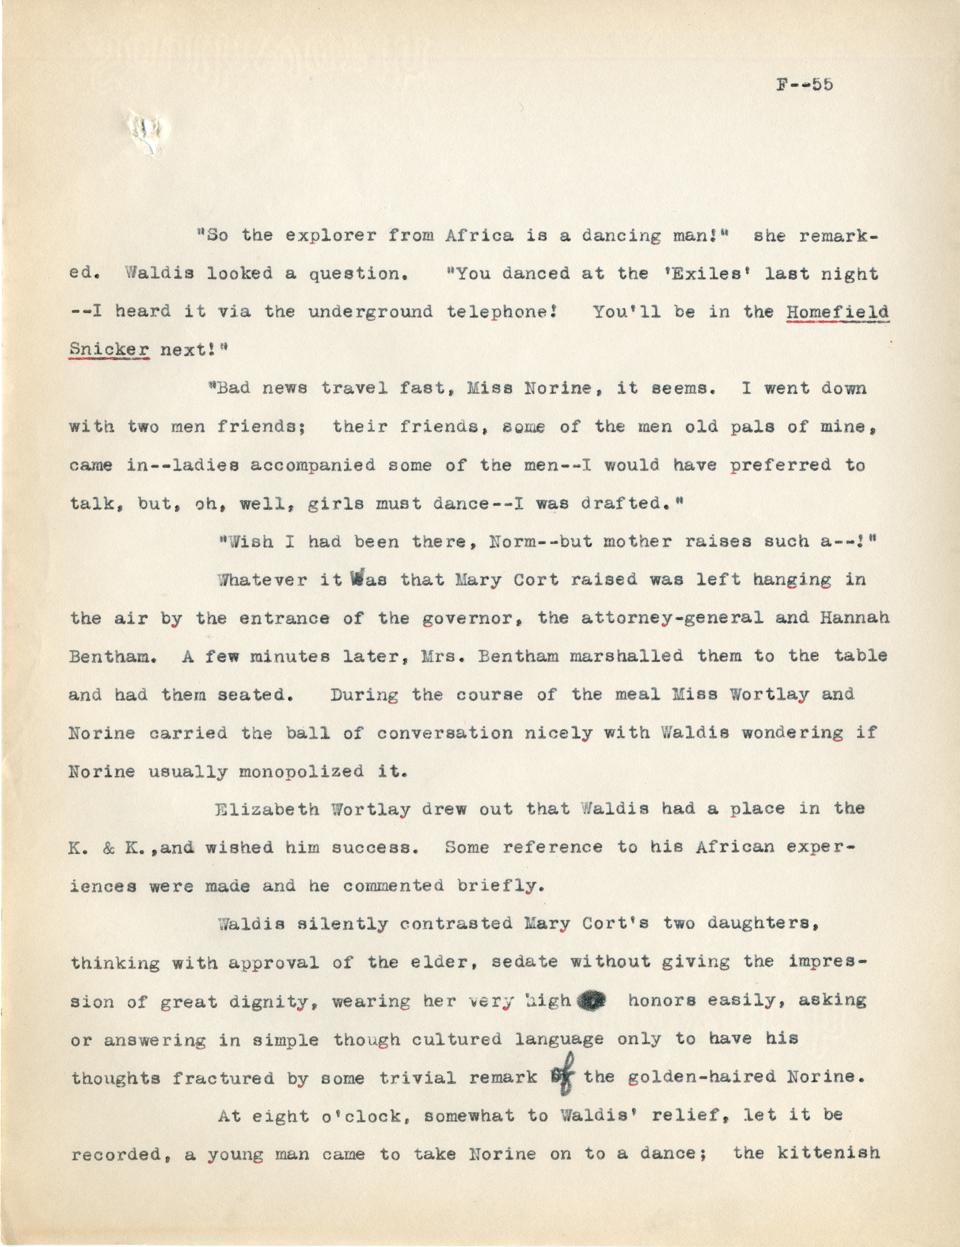 F--55
"So the explorer from Africa is a dancing man!" she remark-
ed. Waldis looked a question. "You danced at the 'Exiles' last night
--I heard it via the underground telephone! You'll be in the Homefield
Snicker next!"
"Bad news travel fast, Miss Norine, it seems. I went down
with two men friends; their friends, some of the men old pals of mine,
came in--ladies accompanied some of the men--I would have preferred to
talk, but, oh, well, girls must dance--I was drafted."
"Wish I had been there, Norm--but mother raises such a--!"
Whatever it Was that Mary Cort raised was left hanging in
the air by the entrance of the governor, the attorney-general and Hannah
Bentham. A few minutes later, Mrs. Bentham marshalled them to the table
and had them seated. During the course of the meal Miss Wortlay and
Norine carried the ball of conversation nicely with Waldis wondering if
Norine usually monopolized it.
Elizabeth Wortlay drew out that Waldis had a place in the
K. & K.,and wished him success. Some reference to his African exper-
iences were made and he commented briefly.
Waldis silently contrasted Mary Cort's two daughters,
thinking with approval of the elder, sedate without giving the impres-
sion of great dignity, wearing her very high honors easily, asking
or answering in simple though cultured language only to have his
thoughts fractured by some trivial remark of the golden-haired Norine.
At eight o'clock, somewhat to Waldis' relief, let it be
recorded, a young man came to take Norine on to a dance; the kittenish